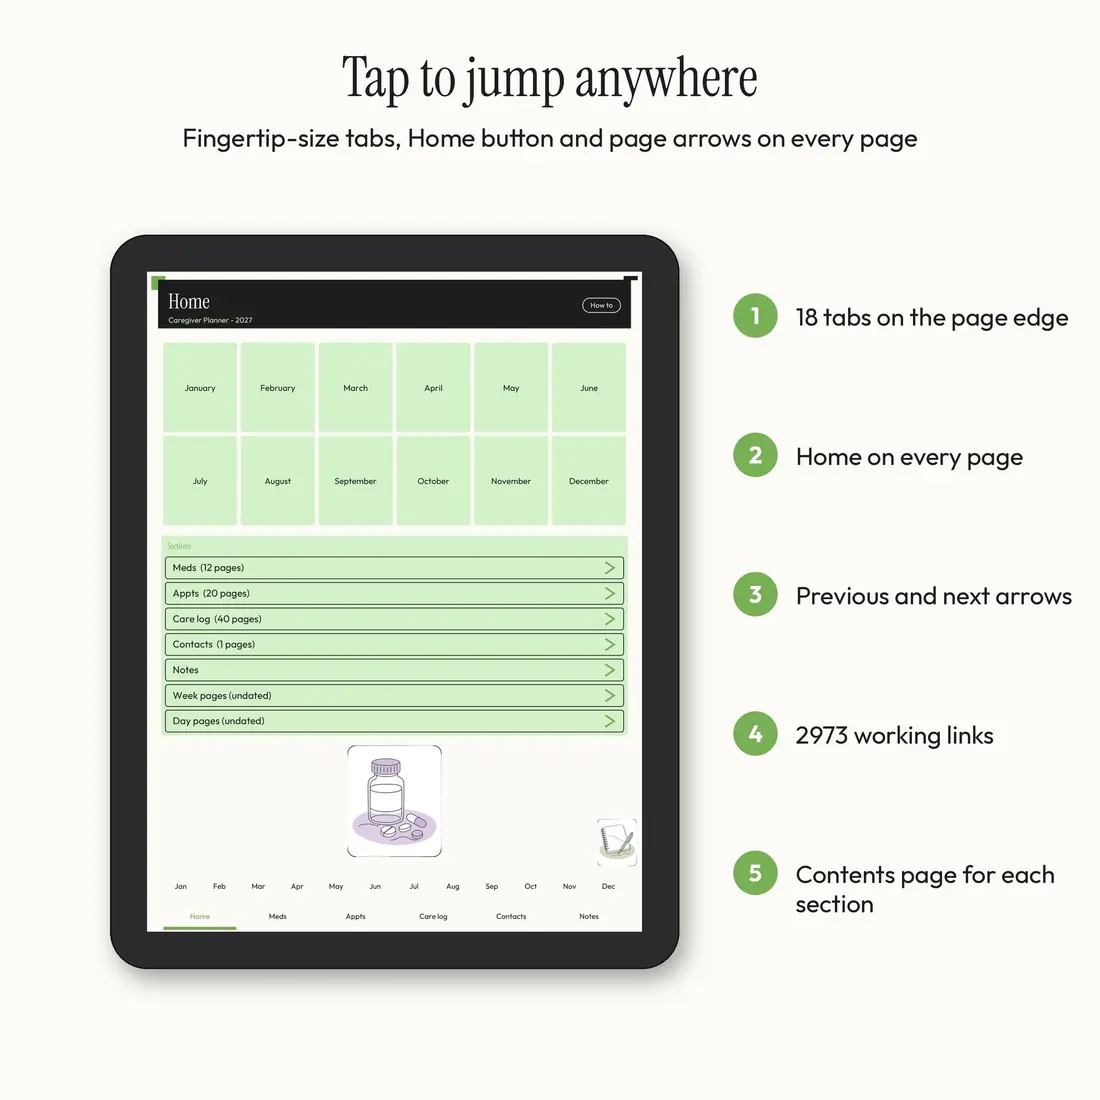 Tap to jump anywhere
Fingertip-size tabs, Home button and page arrows on every page
Home
Caregiver Planner - 2027
How to
January
February
March
April
May
June
July
August
September
October
November
December
Sections
Meds (12 pages)
Appts (20 pages)
Care log (40 pages)
Contacts (1 pages)
Notes
Week pages (undated)
Day pages (undated)
Jan
Feb
Mar
Apr
May
Jun
Jul
Aug
Sep
Oct
Nov
Dec
Home
Meds
Appts
Care log
Contacts
Notes
1
18 tabs on the page edge
2
Home on every page
3
Previous and next arrows
4
2973 working links
5
Contents page for each
section